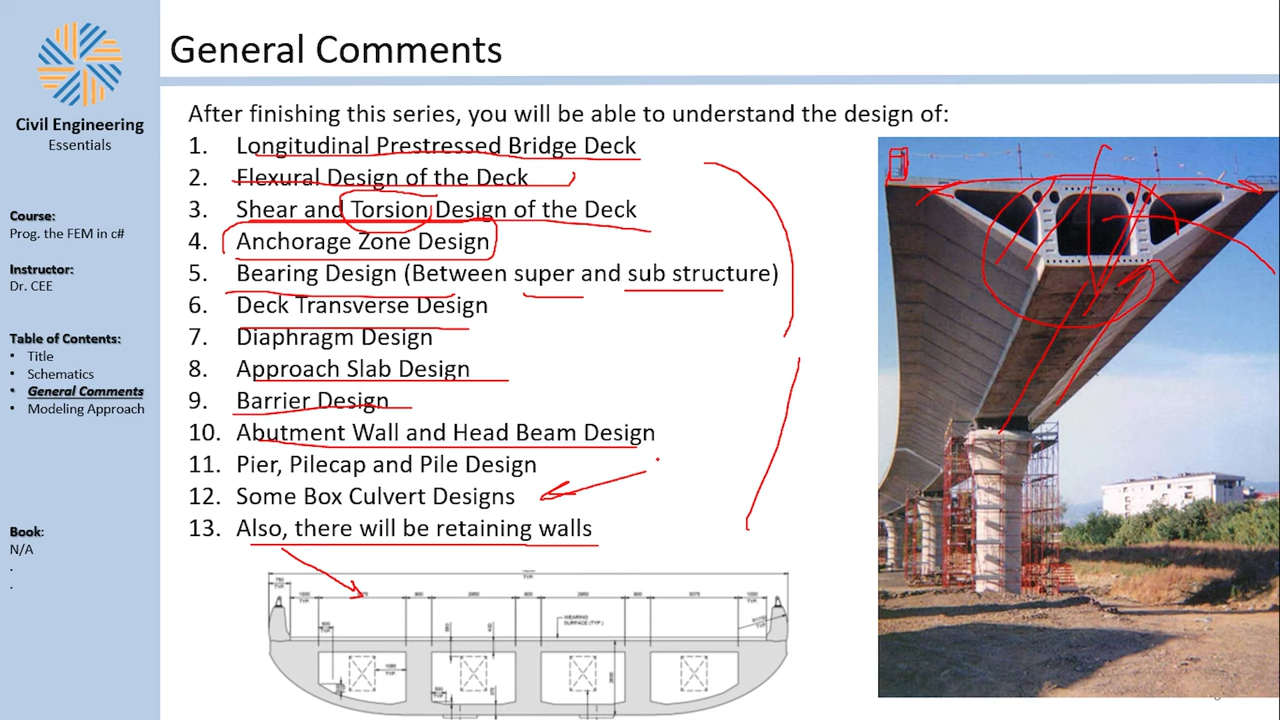 General Comments
Civil Engineering
Essentials
Course:
Prog. the FEM in c#
Instructor:
Dr. CEE
Table of Contents:
• Title
• Schematics
• General Comments
• Modeling Approach
Book:
N/A
.
.
After finishing this series, you will be able to understand the design of:
1. Longitudinal Prestressed Bridge Deck
2. Flexural Design of the Deck
3. Shear and Torsion Design of the Deck
4. Anchorage Zone Design
5. Bearing Design (Between super and sub structure)
6. Deck Transverse Design
7. Diaphragm Design
8. Approach Slab Design
9. Barrier Design
10. Abutment Wall and Head Beam Design
11. Pier, Pilecap and Pile Design
12. Some Box Culvert Designs
13. Also, there will be retaining walls
WEARING
SURFACE (TYP.)